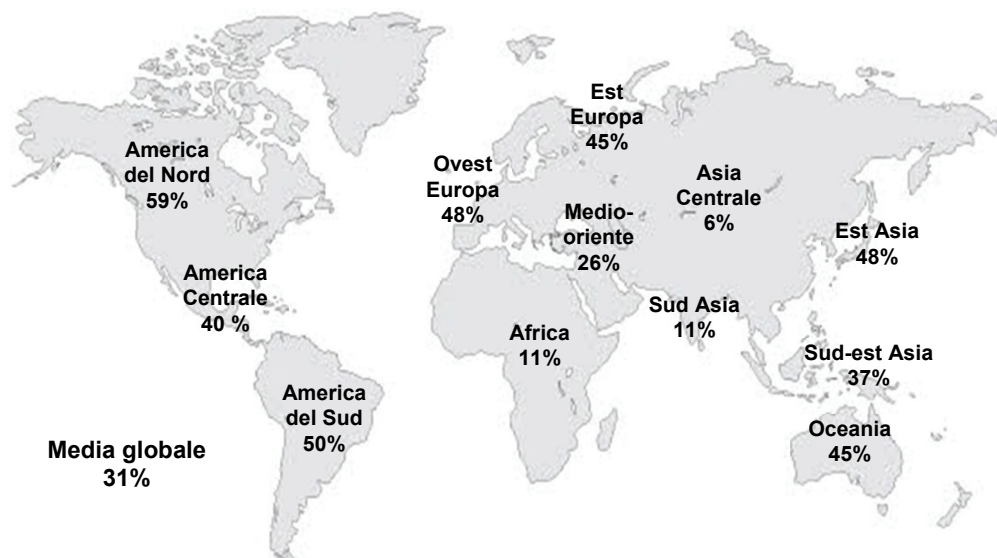 Est
Europa
45%
America
del Nord
59%
Ovest
Europa
48%
Asia
Centrale
6%
Medio-
oriente
26%
Est Asia
48%
America
Centrale
40 %
Sud Asia
11%
Africa
11%
Sud-est Asia
37%
America
del Sud
50%
Oceania
45%
Media globale
31%